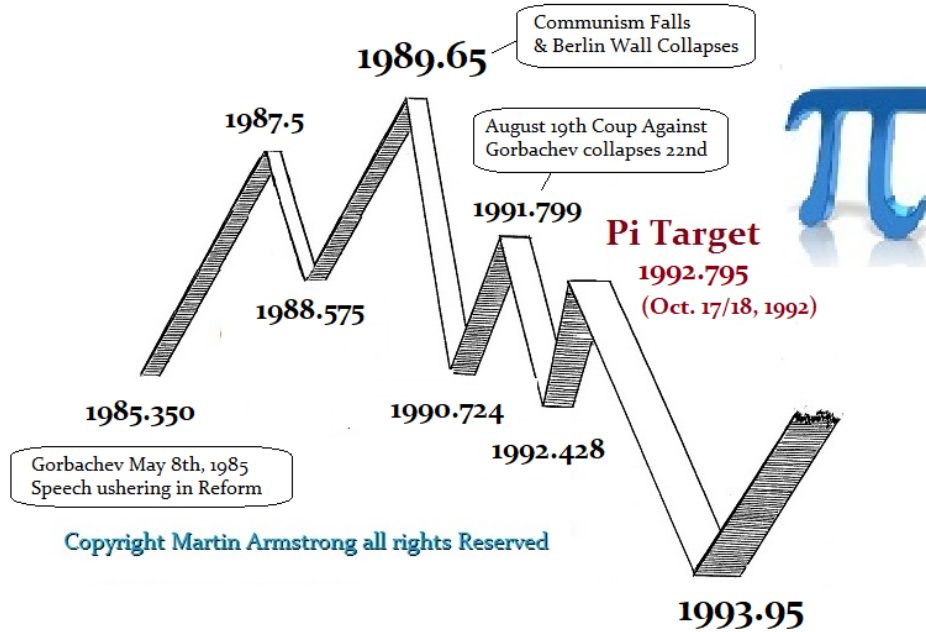 Communism Falls
& Berlin Wall Collapses
1989.65
1987.5
August 19th Coup Against
Gorbachev collapses 22nd
1991.799
Pi Target
1992.795
(Oct. 17/18, 1992)
1988.575
1985.350
1990.724
1992.428
Gorbachev May 8th, 1985
Speech ushering in Reform
Copyright Martin Armstrong all rights Reserved
1993.95
π